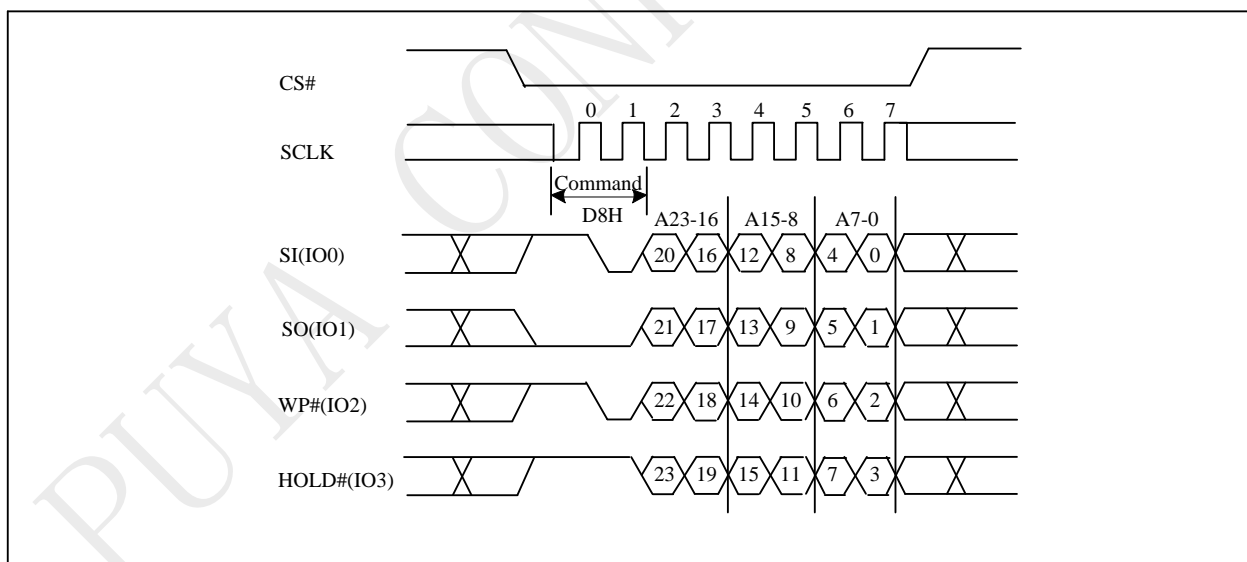 PUYA CONF
CS#
0 1 2 3 4 5 6 7
SCLK
Command
D8H
A23-16 A15-8 A7-0
SI(IO0) 20 16 12 8 4 0
SO(IO1) 21 17 13 9 5 1
WP#(IO2) 22 18 14 10 6 2
HOLD#(IO3) 23 19 15 11 7 3